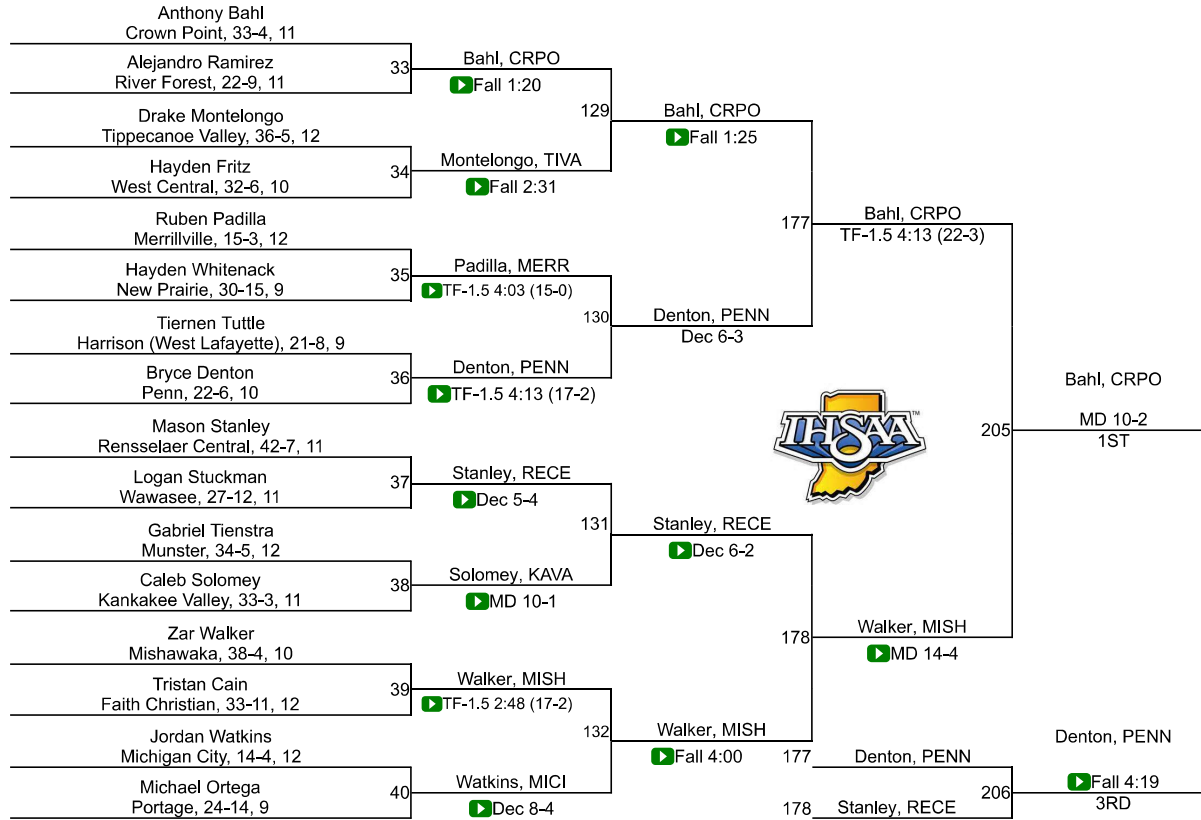 Anthony Bahl
Crown Point, 33-4, 11
Alejandro Ramirez
River Forest, 22-9, 11
33
Bahl, CRPO
Fall 1:20
Drake Montelongo
Tippecanoe Valley, 36-5, 12
Hayden Fritz
West Central, 32-6, 10
34
Montelongo, TIVA
Fall 2:31
129
Bahl, CRPO
Fall 1:25
Ruben Padilla
Merrillville, 15-3, 12
Hayden Whitenack
New Prairie, 30-15, 9
35
Padilla, MERR
TF-1.5 4:03 (15-0)
Tiernen Tuttle
Harrison (West Lafayette), 21-8, 9
Bryce Denton
Penn, 22-6, 10
36
Denton, PENN
TF-1.5 4:13 (17-2)
130
Denton, PENN
Dec 6-3
177
Bahl, CRPO
TF-1.5 4:13 (22-3)
Mason Stanley
Rensselaer Central, 42-7, 11
Logan Stuckman
Wawasee, 27-12, 11
37
Stanley, RECE
Dec 5-4
Gabriel Tienstra
Munster, 34-5, 12
Caleb Solomey
Kankakee Valley, 33-3, 11
38
Solomey, KAVA
MD 10-1
131
Stanley, RECE
Dec 6-2
Zar Walker
Mishawaka, 38-4, 10
Tristan Cain
Faith Christian, 33-11, 12
39
Walker, MISH
TF-1.5 2:48 (17-2)
Jordan Watkins
Michigan City, 14-4, 12
Michael Ortega
Portage, 24-14, 9
40
Watkins, MICI
Dec 8-4
132
Walker, MISH
Fall 4:00
178
Walker, MISH
MD 14-4
IHSAA
TM
205
Bahl, CRPO
MD 10-2
1ST
177
Denton, PENN
178
Stanley, RECE
206
Denton, PENN
Fall 4:19
3RD